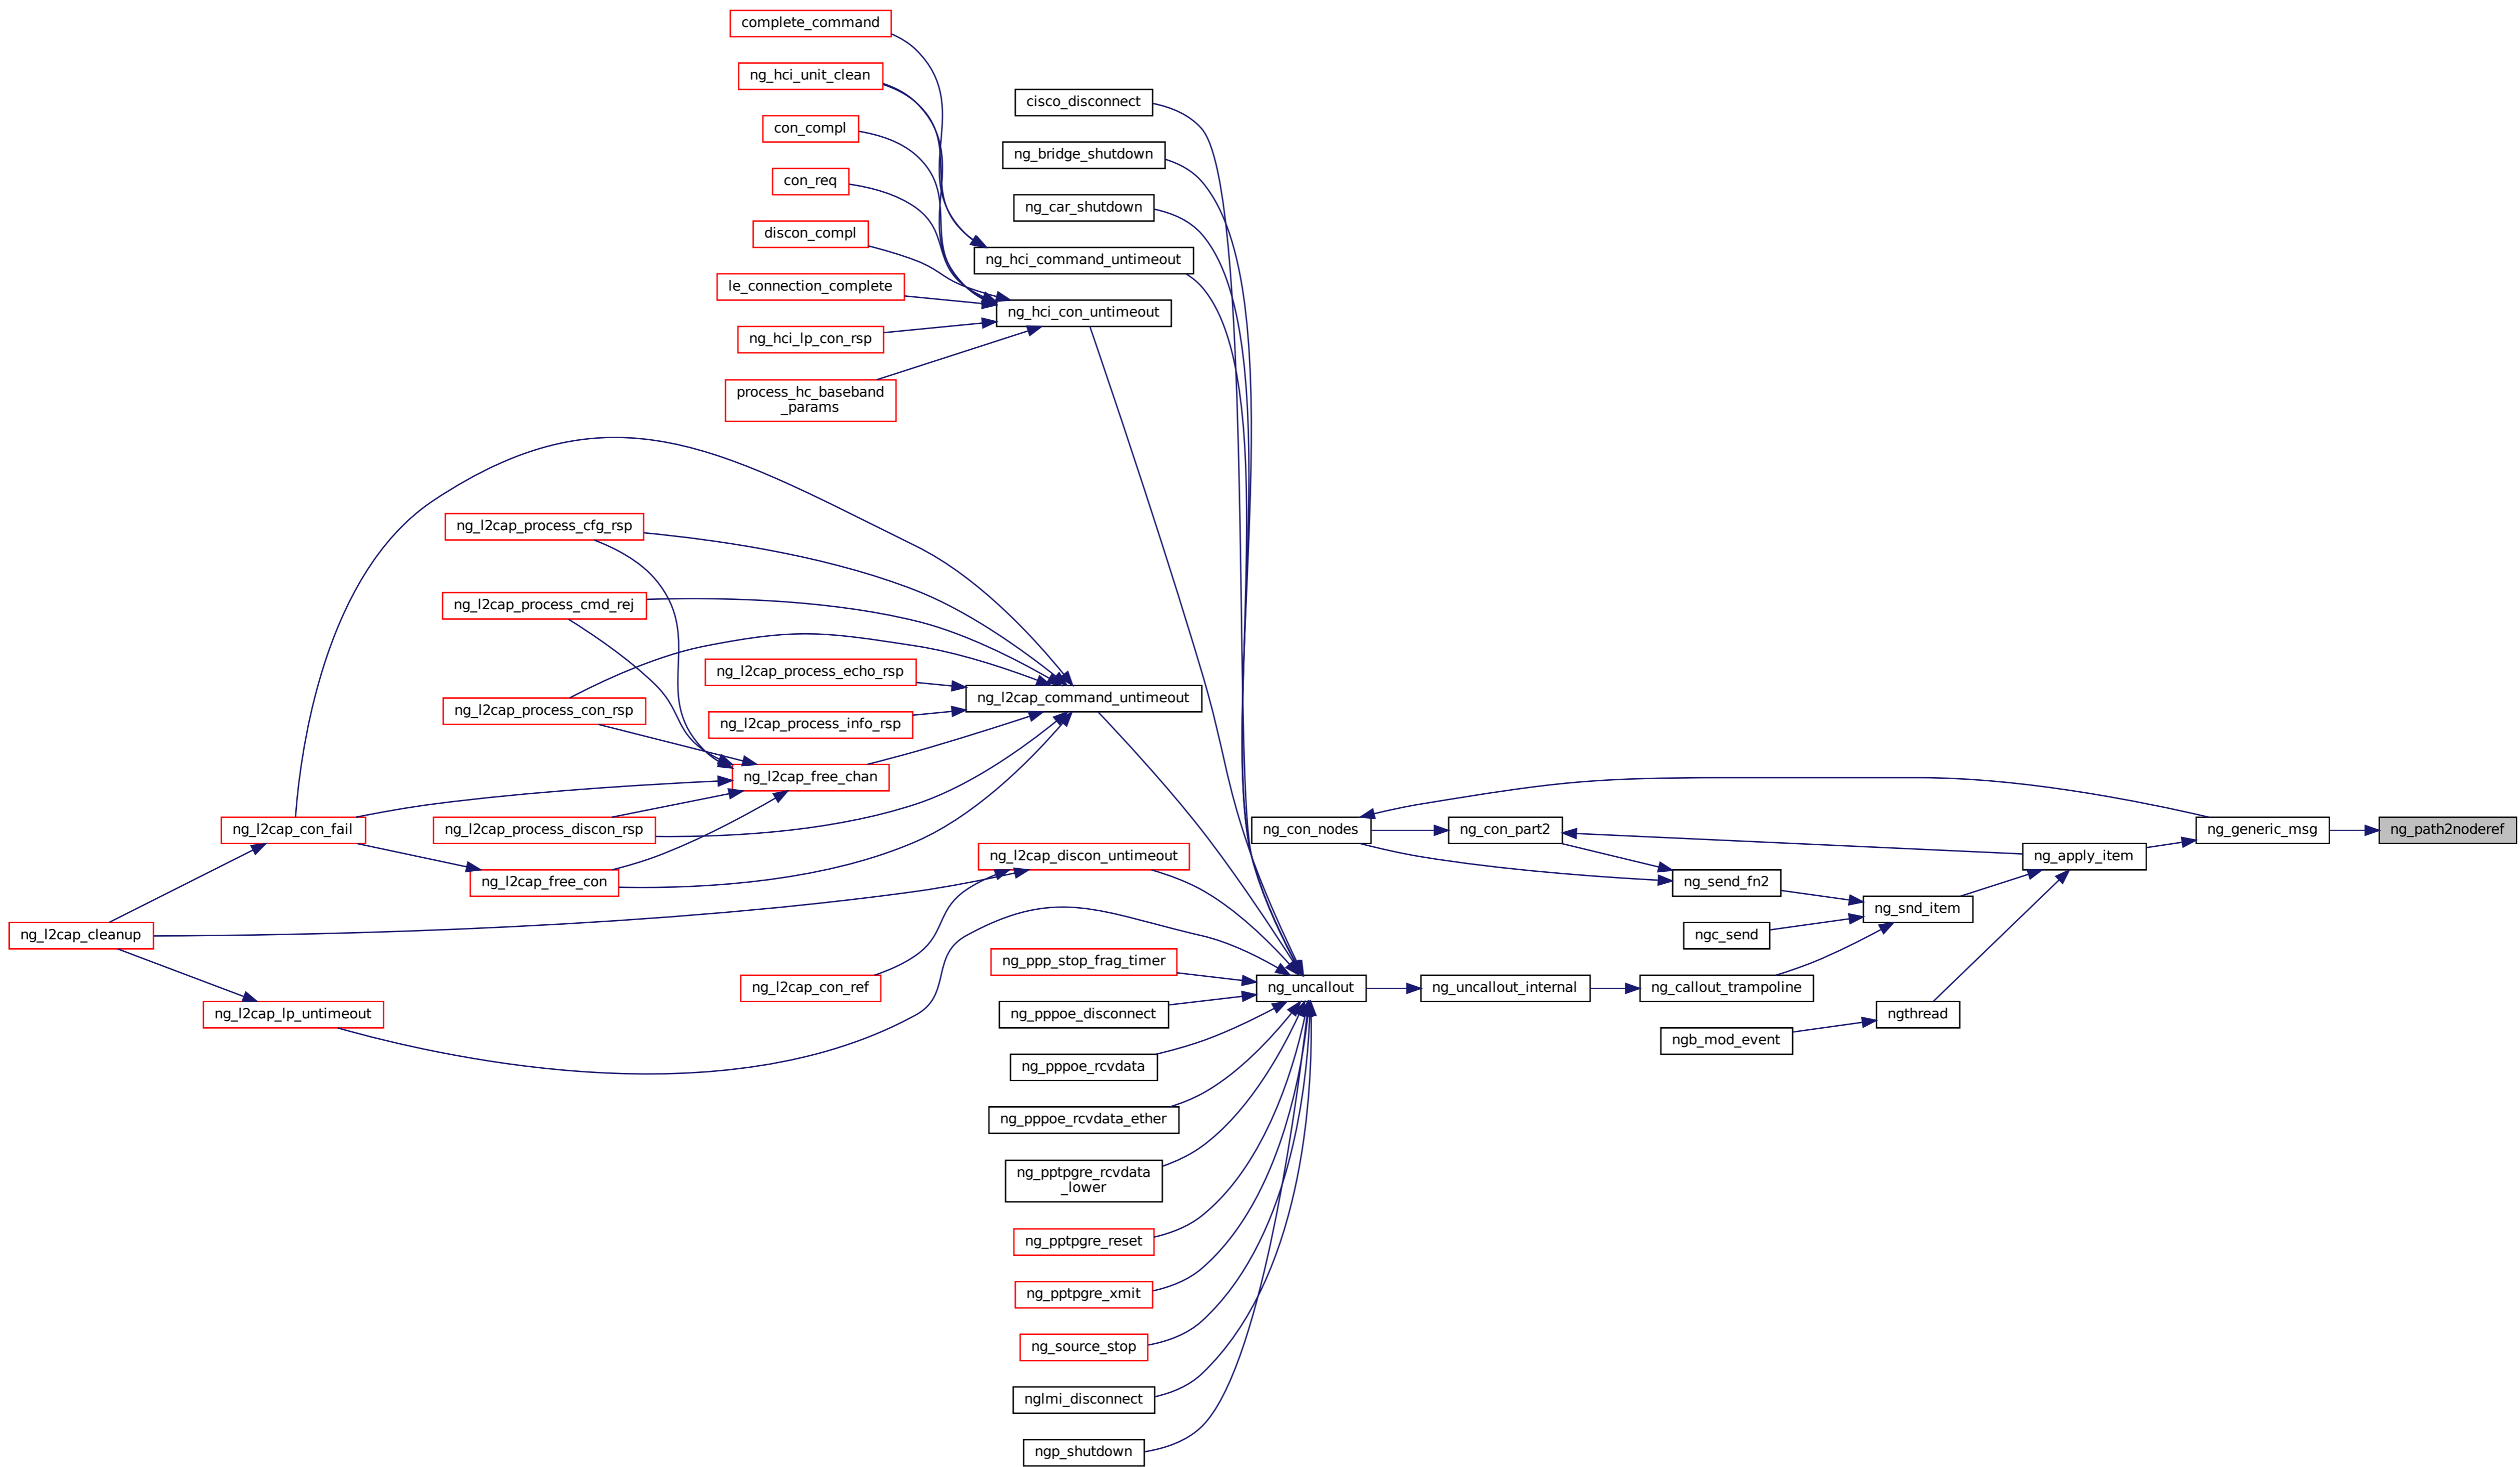 complete_command
ng_hci_unit_clean
con_compl
con_req
discon_compl
le_connection_complete
ng_hci_lp_con_rsp
process_hc_baseband
_params
cisco_disconnect
ng_bridge_shutdown
ng_car_shutdown
ng_hci_command_untimeout
ng_hci_con_untimeout
ng_l2cap_process_cfg_rsp
ng_l2cap_process_cmd_rej
ng_l2cap_process_echo_rsp
ng_l2cap_process_con_rsp
ng_l2cap_process_info_rsp
ng_l2cap_command_untimeout
ng_l2cap_free_chan
ng_l2cap_con_fail
ng_l2cap_process_discon_rsp
ng_l2cap_free_con
ng_l2cap_discon_untimeout
ng_l2cap_cleanup
ng_l2cap_con_ref
ng_l2cap_lp_untimeout
ng_ppp_stop_frag_timer
ng_pppoe_disconnect
ng_pppoe_rcvdata
ng_pppoe_rcvdata_ether
ng_pptpgre_rcvdata
_lower
ng_pptpgre_reset
ng_pptpgre_xmit
ng_source_stop
nglmi_disconnect
ngp_shutdown
ng_con_nodes
ng_con_part2
ng_generic_msg
ng_path2noderef
ng_apply_item
ng_send_fn2
ng_snd_item
ngc_send
ng_uncallout
ng_uncallout_internal
ng_callout_trampoline
ngthread
ngb_mod_event